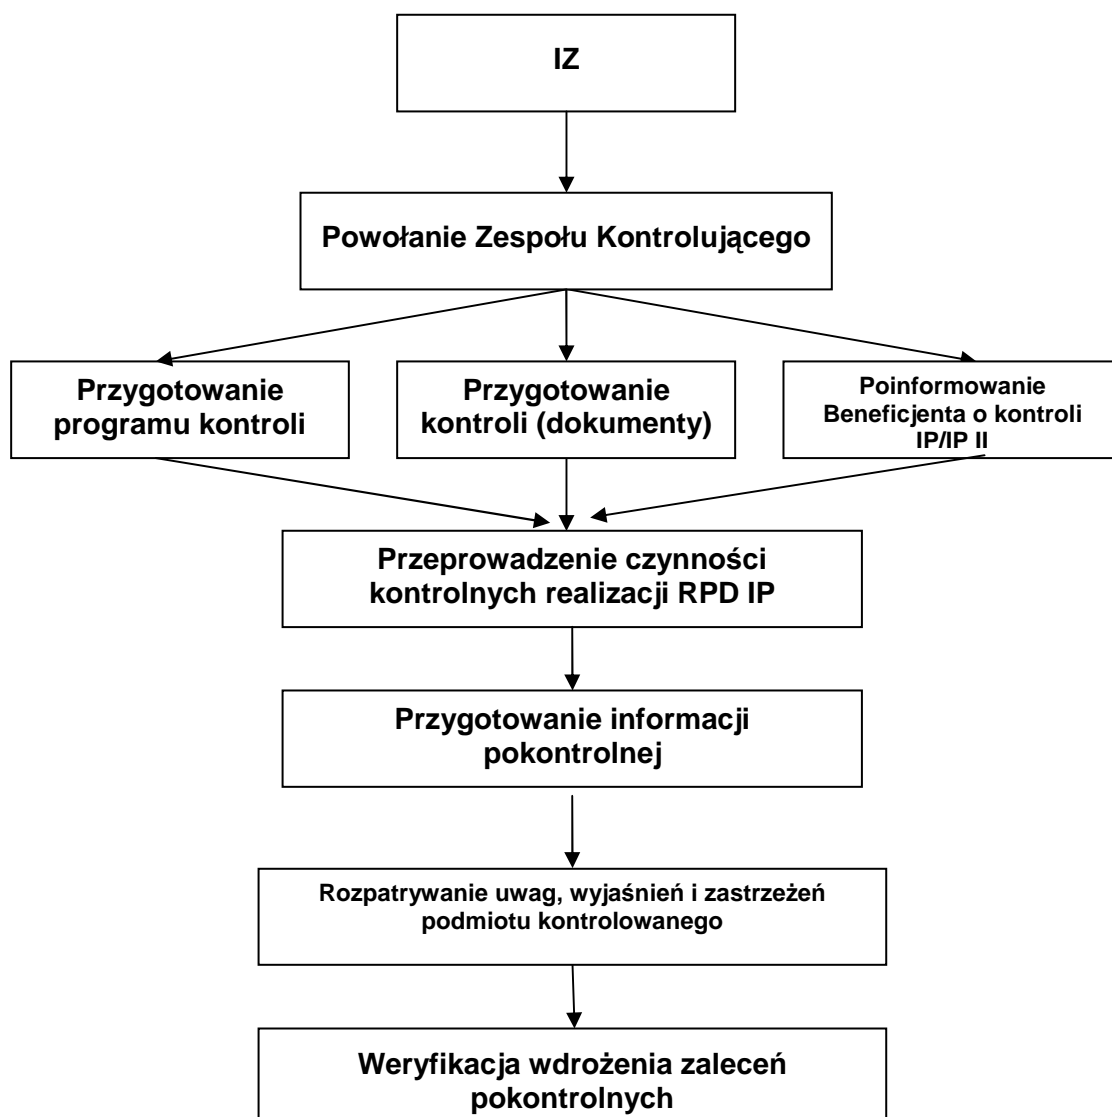 IZ
Powołanie Zespołu Kontrolującego
Przygotowanie
programu kontroli
Przygotowanie
kontroli (dokumenty)
Poinformowanie
Beneficjenta o kontroli
IP/IP II
Przeprowadzenie czynności
kontrolnych realizacji RPD IP
Przygotowanie informacji
pokontrolnej
Rozpatrywanie uwag, wyjaśnień i zastrzeżeń
podmiotu kontrolowanego
Weryfikacja wdrożenia zaleceń
pokontrolnych